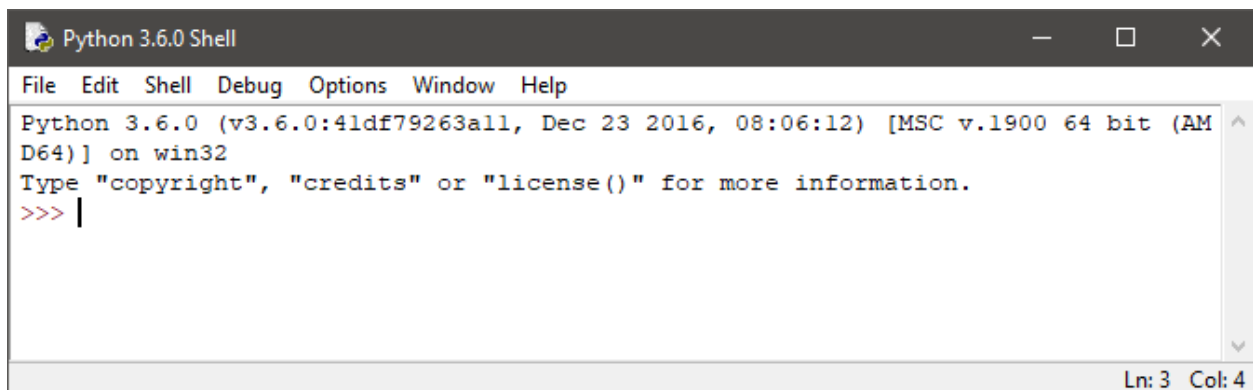 Python 3.6.0 Shell
File Edit Shell Debug Options Window Help
Python 3.6.0 (v3.6.0:41df79263a11, Dec 23 2016, 08:06:12) [MSC v.1900 64 bit (AM
D64)] on win32
Type "copyright", "credits" or "license()" for more information.
>>>
Ln: 3 Col: 4